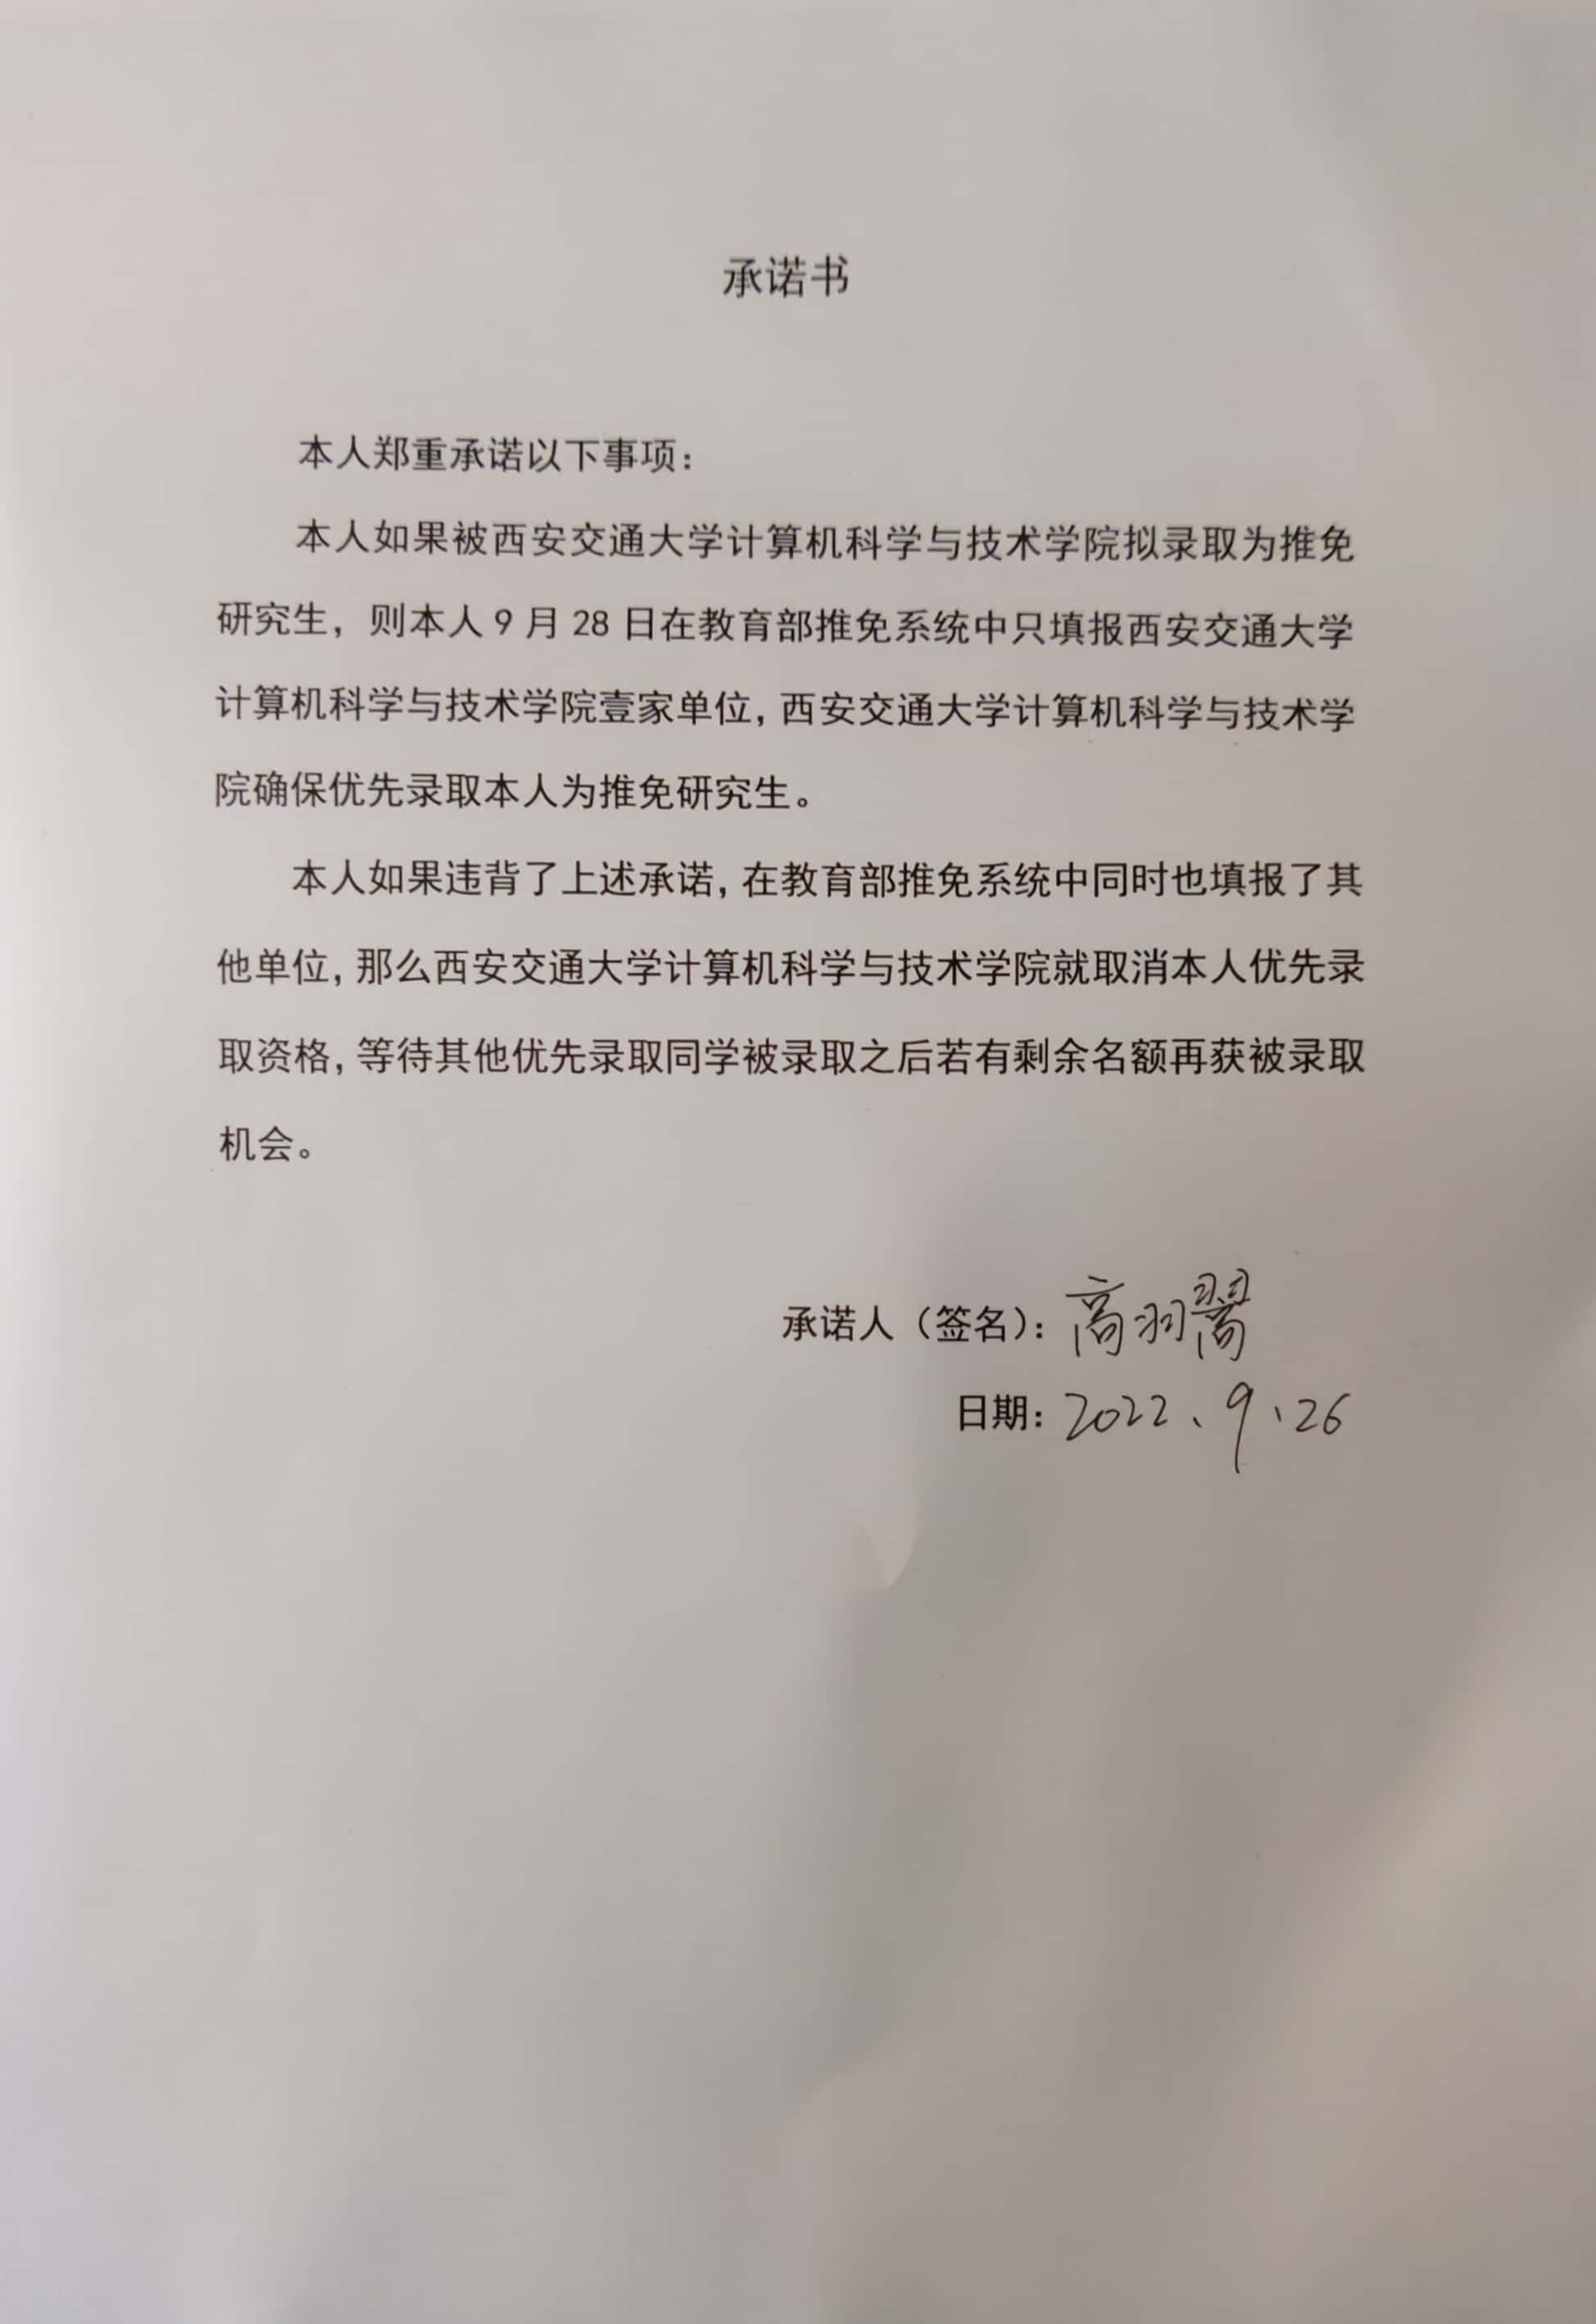 承诺书
本人郑重承诺以下事项：
本人如果被西安交通大学计算机科学与技术学院拟录取为推免
研究生，则本人 9 月 28 日在教育部推免系统中只填报西安交通大学
计算机科学与技术学院壹家单位，西安交通大学计算机科学与技术学
院确保优先录取本人为推免研究生。
本人如果违背了上述承诺，在教育部推免系统中同时也填报了其
他单位，那么西安交通大学计算机科学与技术学院就取消本人优先录
取资格，等待其他优先录取同学被录取之后若有剩余名额再获被录取
机会。
承诺人（签名）：高羽翯
日期：2022、9、26